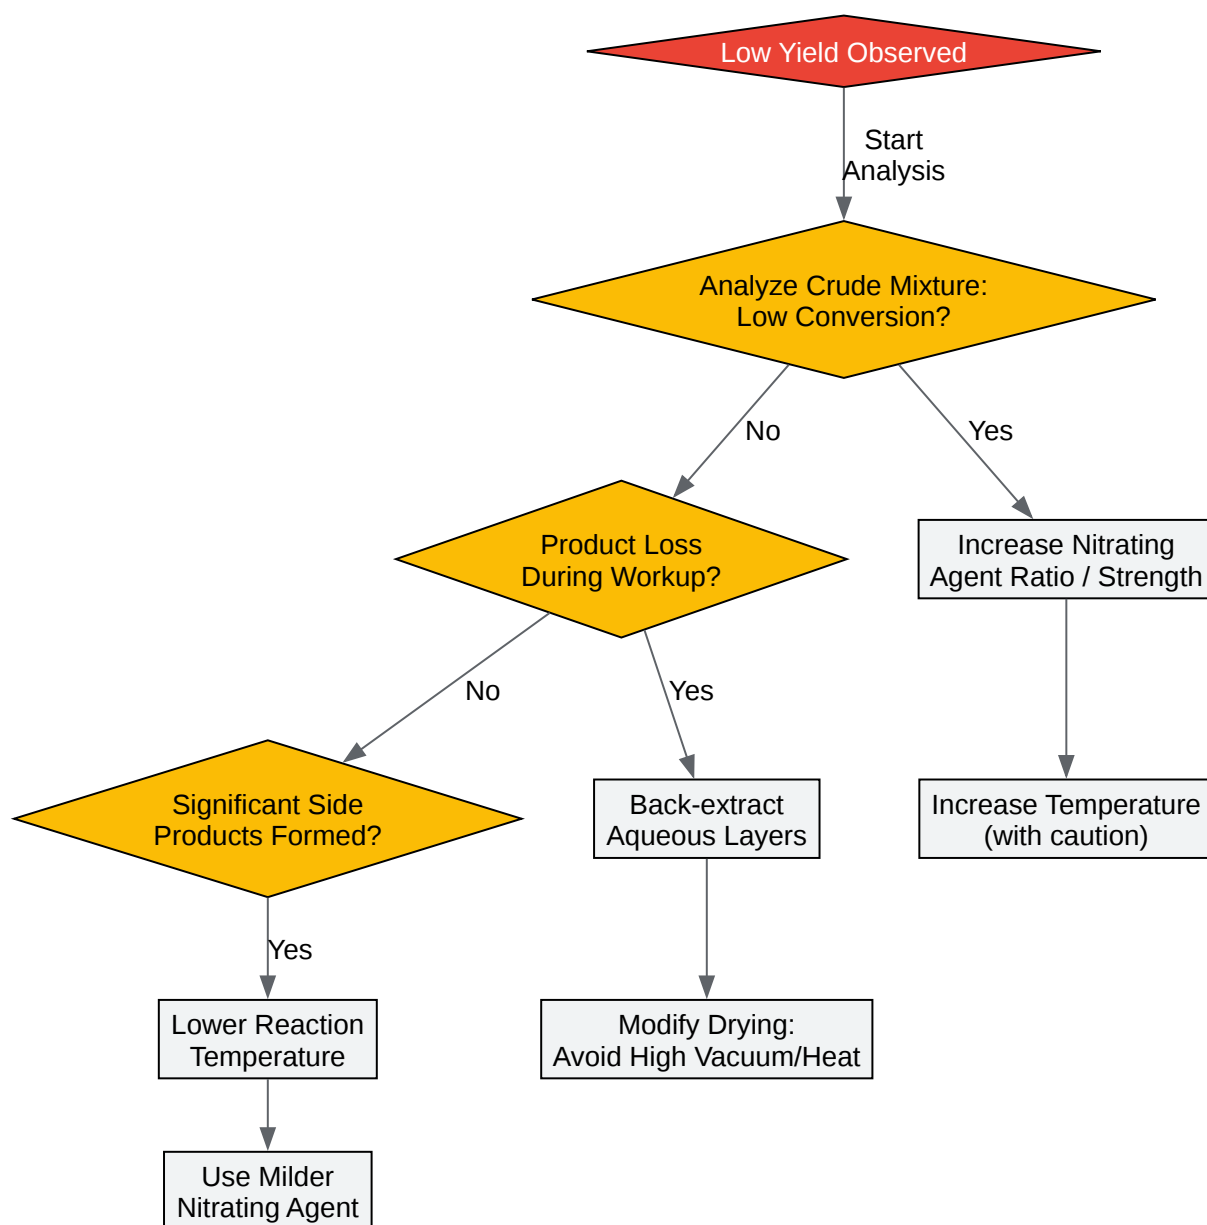 Low Yield Observed
Start
Analysis
Analyze Crude Mixture:
Low Conversion?
No
Yes
Product Loss
During Workup?
Increase Nitrating
Agent Ratio / Strength
No
Yes
Significant Side
Products Formed?
Back-extract
Aqueous Layers
Increase Temperature
(with caution)
Yes
Lower Reaction
Temperature
Modify Drying:
Avoid High Vacuum/Heat
Use Milder
Nitrating Agent